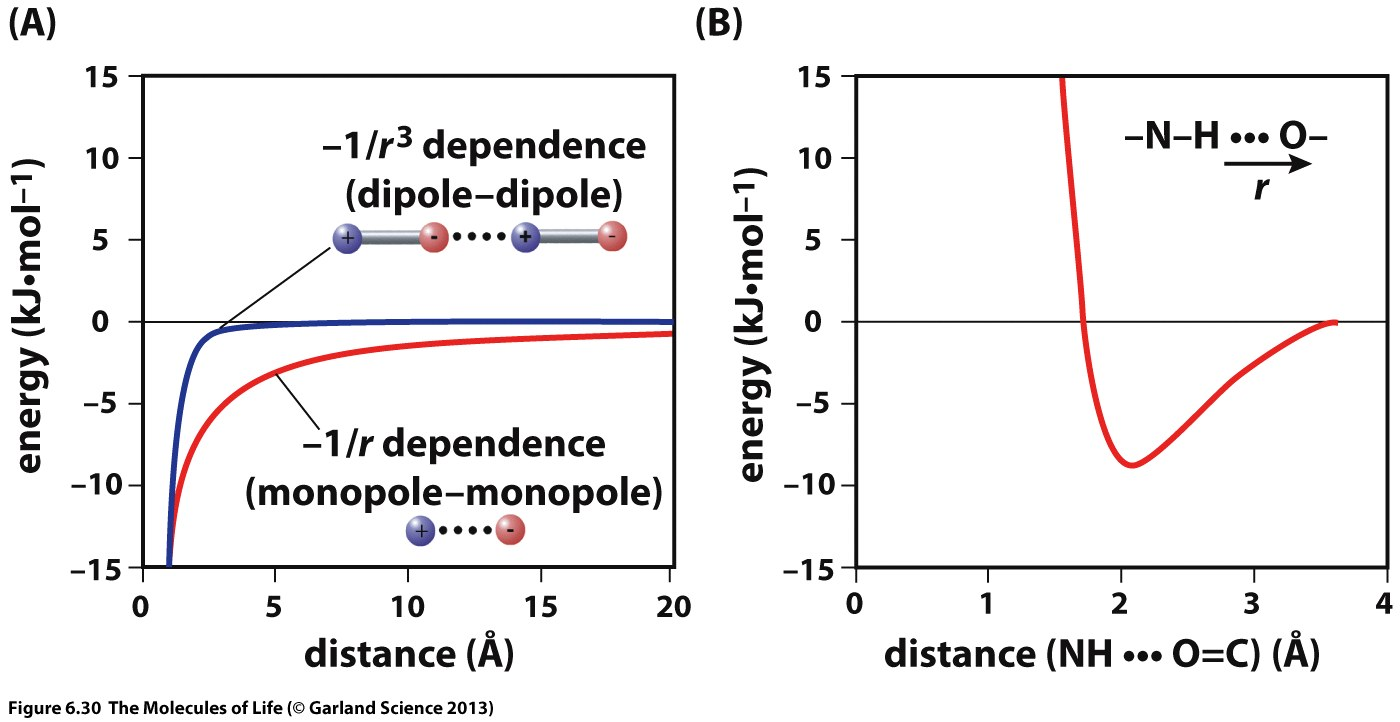 (A)
energy (kJ•mol⁻¹)
15
10
5
0
–5
–10
–15
–1/r³ dependence
(dipole–dipole)
+ - •••• + -
–1/r dependence
(monopole–monopole)
+ •••• -
0 5 10 15 20
distance (Å)
(B)
energy (kJ•mol⁻¹)
15
10
5
0
–5
–10
–15
–N–H ••• O–
r
0 1 2 3 4
distance (NH ••• O=C) (Å)
Figure 6.30 The Molecules of Life (© Garland Science 2013)